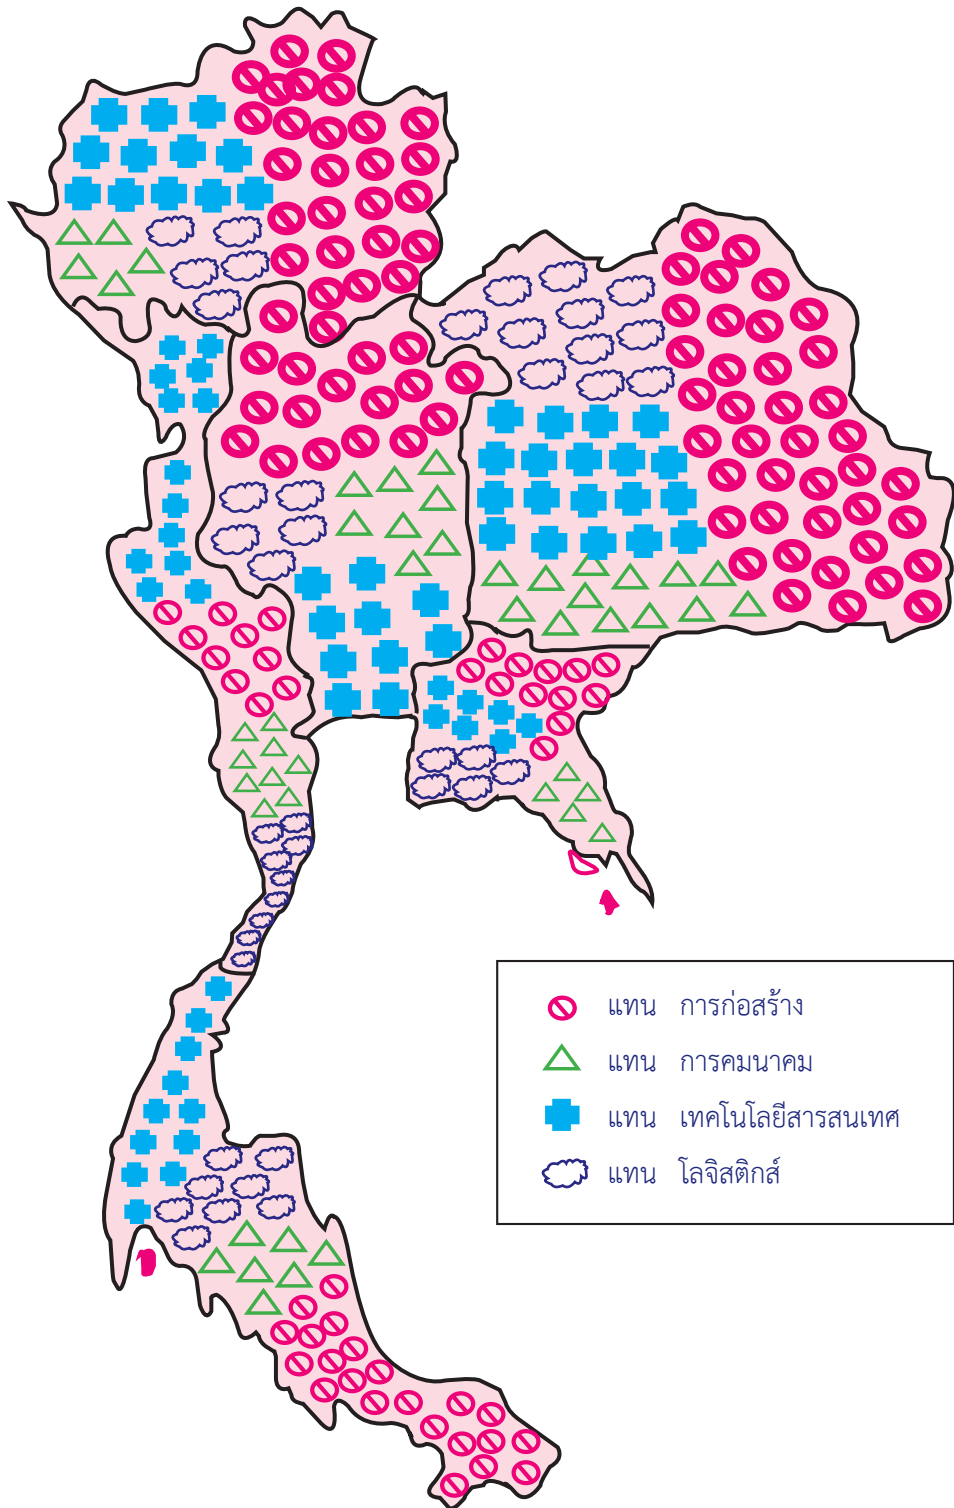 แทน การก่อสร้าง
แทน การคมนาคม
แทน เทคโนโลยีสารสนเทศ
แทน โลจิสติกส์